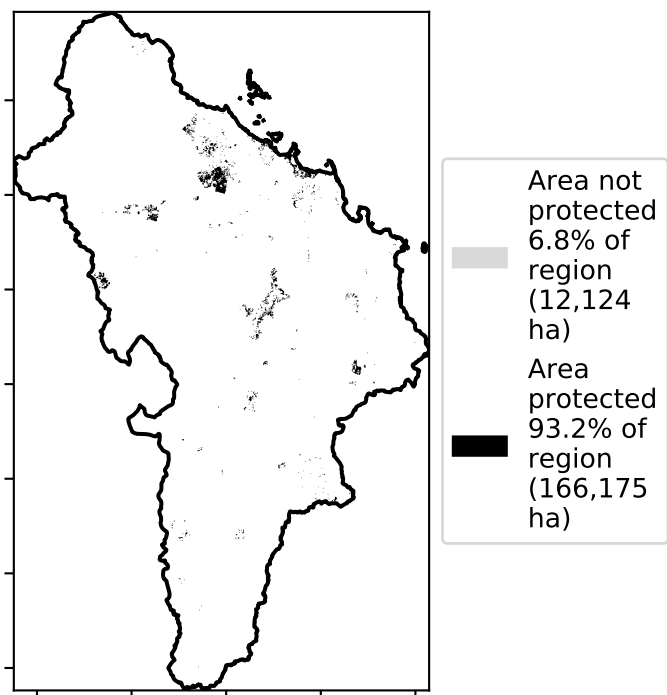 Area not
protected
6.8% of
region
(12,124
ha)
Area
protected
93.2% of
region
(166,175
ha)